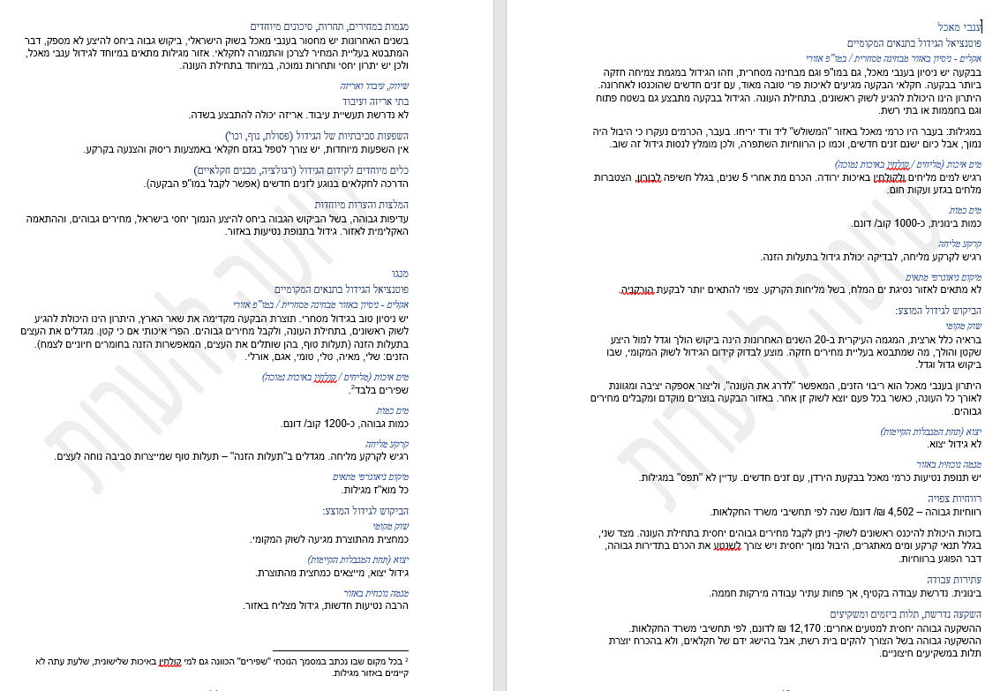 ענבי מאכל
פוטנציאל הגידול בתנאים המקומיים
אקלים - ניסיון באזור מבחינה מסחרית / במו"פ אזורי
בבקעה יש ניסיון בענבי מאכל, גם במו"פ וגם מבחינה מסחרית, וזהו הגידול במגמת צמיחה חזקה
ביותר בבקעה. חקלאי הבקעה מגיעים לאיכות פרי טובה מאוד, עם זנים חדשים שהוכנסו לאחרונה.
היתרון הינו היכולת להגיע לשוק ראשונים, בתחילת העונה. הגידול בבקעה מתבצע גם בשטח פתוח
וגם בחממות או בתי רשת.
במגילות: בעבר היו כרמי מאכל באזור "המשולש" ליד ורד יריחו. בעבר, הכרמים נעקרו כי היבול היה
נמוך, אבל כיום ישנם זנים חדשים, וכמו כן הרווחיות השתפרה, ולכן מומלץ לנסות גידול זה שוב.
מים איכות (מליחים / קולחין באיכות נמוכה)
רגיש למים מליחים ולקולחין באיכות ירודה. הכרם מת אחרי 5 שנים, בגלל חשיפה לבורון, הצטברות
מלחים בגזע ועקות חום.
מים כמות
כמות בינונית, כ-1000 קוב/ דונם.
קרקע מליחה
רגיש לקרקע מליחה, לבדיקה יכולת גידול בתעלות הזנה.
מיקום גיאוגרפי מתאים
לא מתאים לאזור נסיגת ים המלח, בשל מליחות הקרקע. צפוי להתאים יותר לבקעת הורקניה.
הביקוש לגידול המוצע:
שוק מקומי
בראיה כלל ארצית, המגמה העיקרית ב-20 השנים האחרונות הינה ביקוש הולך וגדל למול היצע
שקטן והולך, מה שמתבטא בעליית מחירים חזקה. מוצע לבדוק קידום הגידול לשוק המקומי, שבו
ביקוש גדול וגדל.
היתרון בענבי מאכל הוא ריבוי הזנים, המאפשר "לדרג את העונה", וליצור אספקה יציבה ומגוונת
לאורך כל העונה, כאשר בכל פעם יוצא לשוק זן אחר. באזור הבקעה בוצרים מוקדם ומקבלים מחירים
גבוהים.
יצוא (תחת המגבלות הקיימות)
לא גידול יצוא.
מגמה נוכחית באזור
יש תנופת נטיעות כרמי מאכל בבקעת הירדן, עם זנים חדשים. עדיין לא "תפס" במגילות.
רווחיות צפויה
רווחיות גבוהה – 4,502 ₪/ דונם/ שנה לפי תחשיבי משרד החקלאות.
בזכות היכולת להיכנס ראשונים לשוק- ניתן לקבל מחירים גבוהים יחסית בתחילת העונה. מצד שני,
בגלל תנאי קרקע ומים מאתגרים, היבול נמוך יחסית ויש צורך לשנטע את הכרם בתדירות גבוהה,
דבר הפוגע ברווחיות.
עתירות עבודה
בינונית. נדרשת עבודה בקטיף, אך פחות עתיר עבודה מירקות חממה.
השקעה נדרשת, תלות ביזמים ומשקיעים
ההשקעה גבוהה יחסית למטעים אחרים: 12,170 ₪ לדונם, לפי תחשיבי משרד החקלאות.
ההשקעה גבוהה בשל הצורך להקים בית רשת, אבל בהישג ידם של חקלאים, ולא בהכרח יוצרת
תלות במשקיעים חיצוניים.
מגמות במחירים, תחרות, סיכונים מיוחדים
בשנים האחרונות יש מחסור בענבי מאכל בשוק הישראלי, ביקוש גבוה ביחס להיצע לא מספק, דבר
המתבטא בעליית המחיר לצרכן והתמורה לחקלאי. אזור מגילות מתאים במיוחד לגידול ענבי מאכל,
ולכן יש יתרון יחסי ותחרות נמוכה, במיוחד בתחילת העונה.
שיווק, עיבוד ואריזה
בתי אריזה ועיבוד
לא נדרשת תעשיית עיבוד. אריזה יכולה להתבצע בשדה.
השפעות סביבתיות של הגידול (פסולת, נוף, וכו')
אין השפעות מיוחדות, יש צורך לטפל בגזם חקלאי באמצעות ריסוק והצנעה בקרקע.
כלים מיוחדים לקידום הגידול (רגולציה, מבנים חקלאיים)
הדרכה לחקלאים בנוגע לזנים חדשים (אפשר לקבל במו"פ הבקעה).
המלצות והערות מיוחדות
עדיפות גבוהה, בשל הביקוש הגבוה ביחס להיצע הנמוך יחסי בישראל, מחירים גבוהים, וההתאמה
האקלימית לאזור. גידול בתנופת נטיעות באזור.
מנגו
פוטנציאל הגידול בתנאים המקומיים
אקלים - ניסיון באזור מבחינה מסחרית / במו"פ אזורי
יש ניסיון טוב בגידול מסחרי. תוצרת הבקעה מקדימה את שאר הארץ, היתרון הינו היכולת להגיע
לשוק ראשונים, בתחילת העונה, ולקבל מחירים גבוהים. הפרי איכותי אם כי קטן. מגדלים את העצים
בתעלות הזנה (תעלות טוף, בהן שותלים את העצים, המאפשרות הזנה בחומרים חיוניים לצמח).
הזנים: שלי, מאיה, טלי, טומי, אגם, אורלי.
מים איכות (מליחים / קולחין באיכות נמוכה)
שפירים בלבד².
מים כמות
כמות גבוהה, כ-1200 קוב/ דונם.
קרקע מליחה
רגיש לקרקע מליחה. מגדלים ב"תעלות הזנה" – תעלות טוף שמייצרות סביבה נוחה לעצים.
מיקום גיאוגרפי מתאים
כל מוא"ז מגילות.
הביקוש לגידול המוצע:
שוק מקומי
כמחצית מהתוצרת מגיעה לשוק המקומי.
יצוא (תחת המגבלות הקיימות)
גידול יצוא, מייצאים כמחצית מהתוצרת.
מגמה נוכחית באזור
הרבה נטיעות חדשות, גידול מצליח באזור.
² בכל מקום שבו נכתב במסמך הנוכחי "שפירים" הכוונה גם למי קולחין באיכות שלישונית, שלעת עתה לא
קיימים באזור מגילות.